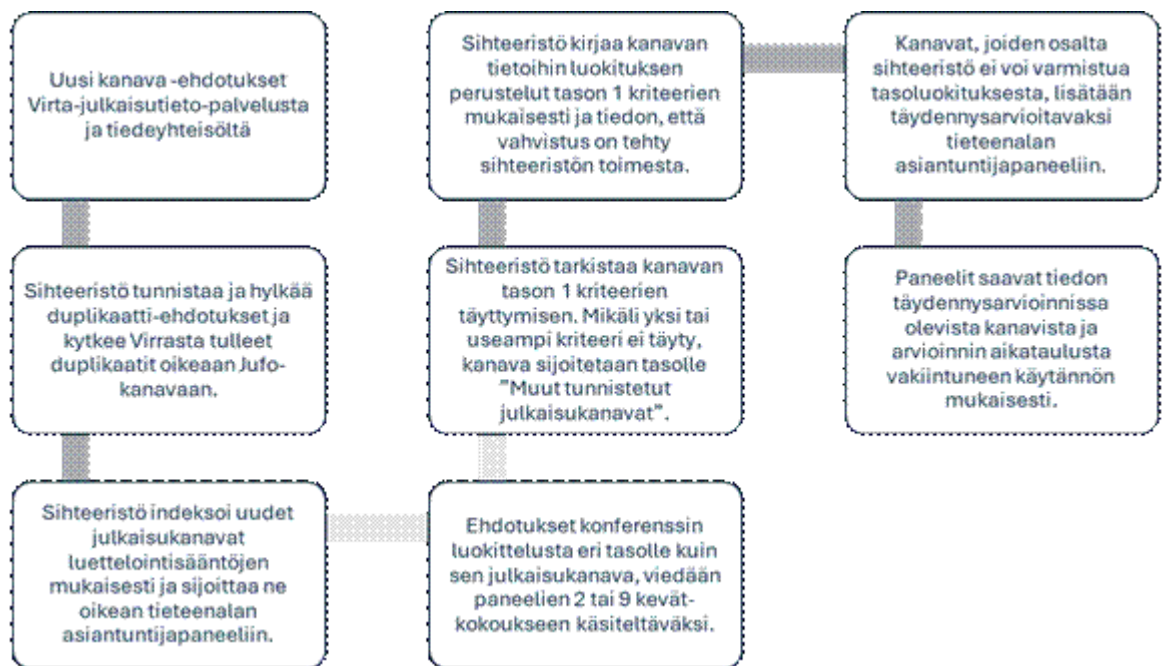 Uusi kanava -ehdotukset
Virta-julkaisutieto-palvelusta
ja tiedeyhteisöltä
Sihteeristö tunnistaa ja hylkää
duplikaatti-ehdotukset ja
kytkee Virrasta tulleet
duplikaatit oikeaan Jufo-
kanavaan.
Sihteeristö indeksoi uudet
julkaisukanavat
luettelointisääntöjen
mukaisesti ja sijoittaa ne
oikean tieteenalan
asiantuntijapaneeliin.
Ehdotukset konferenssin
luokittelusta eri tasolle kuin
sen julkaisukanava, viedään
paneelien 2 tai 9 kevät-
kokoukseen käsiteltäväksi.
Sihteeristö tarkistaa kanavan
tason 1 kriteerien
täyttymisen. Mikäli yksi tai
useampi kriteeri ei täyty,
kanava sijoitetaan tasolle
”Muut tunnistetut
julkaisukanavat”.
Sihteeristö kirjaa kanavan
tietoihin luokituksen
perustelut tason 1 kriteerien
mukaisesti ja tiedon, että
vahvistus on tehty
sihteeristön toimesta.
Kanavat, joiden osalta
sihteeristö ei voi varmistua
tasoluokituksesta, lisätään
täydennysarvioitavaksi
tieteenalan
asiantuntijapaneeliin.
Paneelit saavat tiedon
täydennysarvioinnissa
olevista kanavista ja
arvioinnin aikataulusta
vakiintuneen käytännön
mukaisesti.